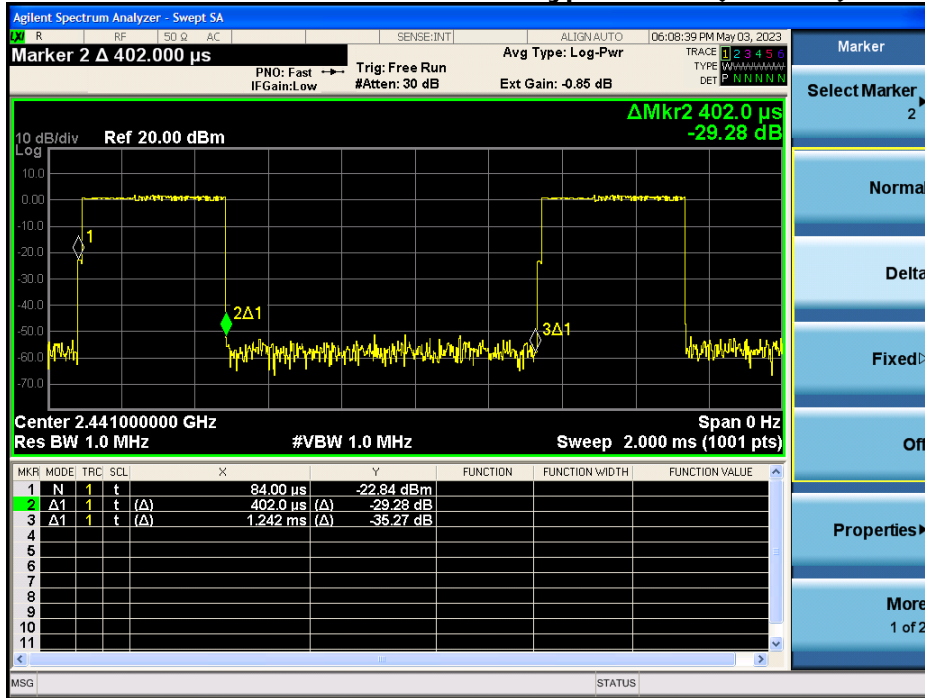 Agilent Spectrum Analyzer - Swept SA
LXI R RF 50 Ω AC SENSE:INT ALIGN AUTO 06:08:39 PM May 03, 2023
Marker 2 Δ 402.000 µs
PNO: Fast
IFGain:Low
Trig: Free Run
#Atten: 30 dB
Avg Type: Log-Pwr
Ext Gain: -0.85 dB
TRACE 1 2 3 4 5 6
TYPE WWWWWW
DET P N N N N N
ΔMkr2 402.0 µs
-29.28 dB
10 dB/div Ref 20.00 dBm
Log
10.0
0.00
-10.0
-20.0
-30.0
-40.0
-50.0
-60.0
-70.0
1
2Δ1
3Δ1
Center 2.441000000 GHz Span 0 Hz
Res BW 1.0 MHz #VBW 1.0 MHz Sweep 2.000 ms (1001 pts)
MKR MODE TRC SCL X Y FUNCTION FUNCTION WIDTH FUNCTION VALUE
1 N 1 t 84.00 µs -22.84 dBm
2 Δ1 1 t (Δ) 402.0 µs (Δ) -29.28 dB
3 Δ1 1 t (Δ) 1.242 ms (Δ) -35.27 dB
4
5
6
7
8
9
10
11
MSG STATUS
Marker
Select Marker
2
Normal
Delta
Fixed
Off
Properties
More
1 of 2